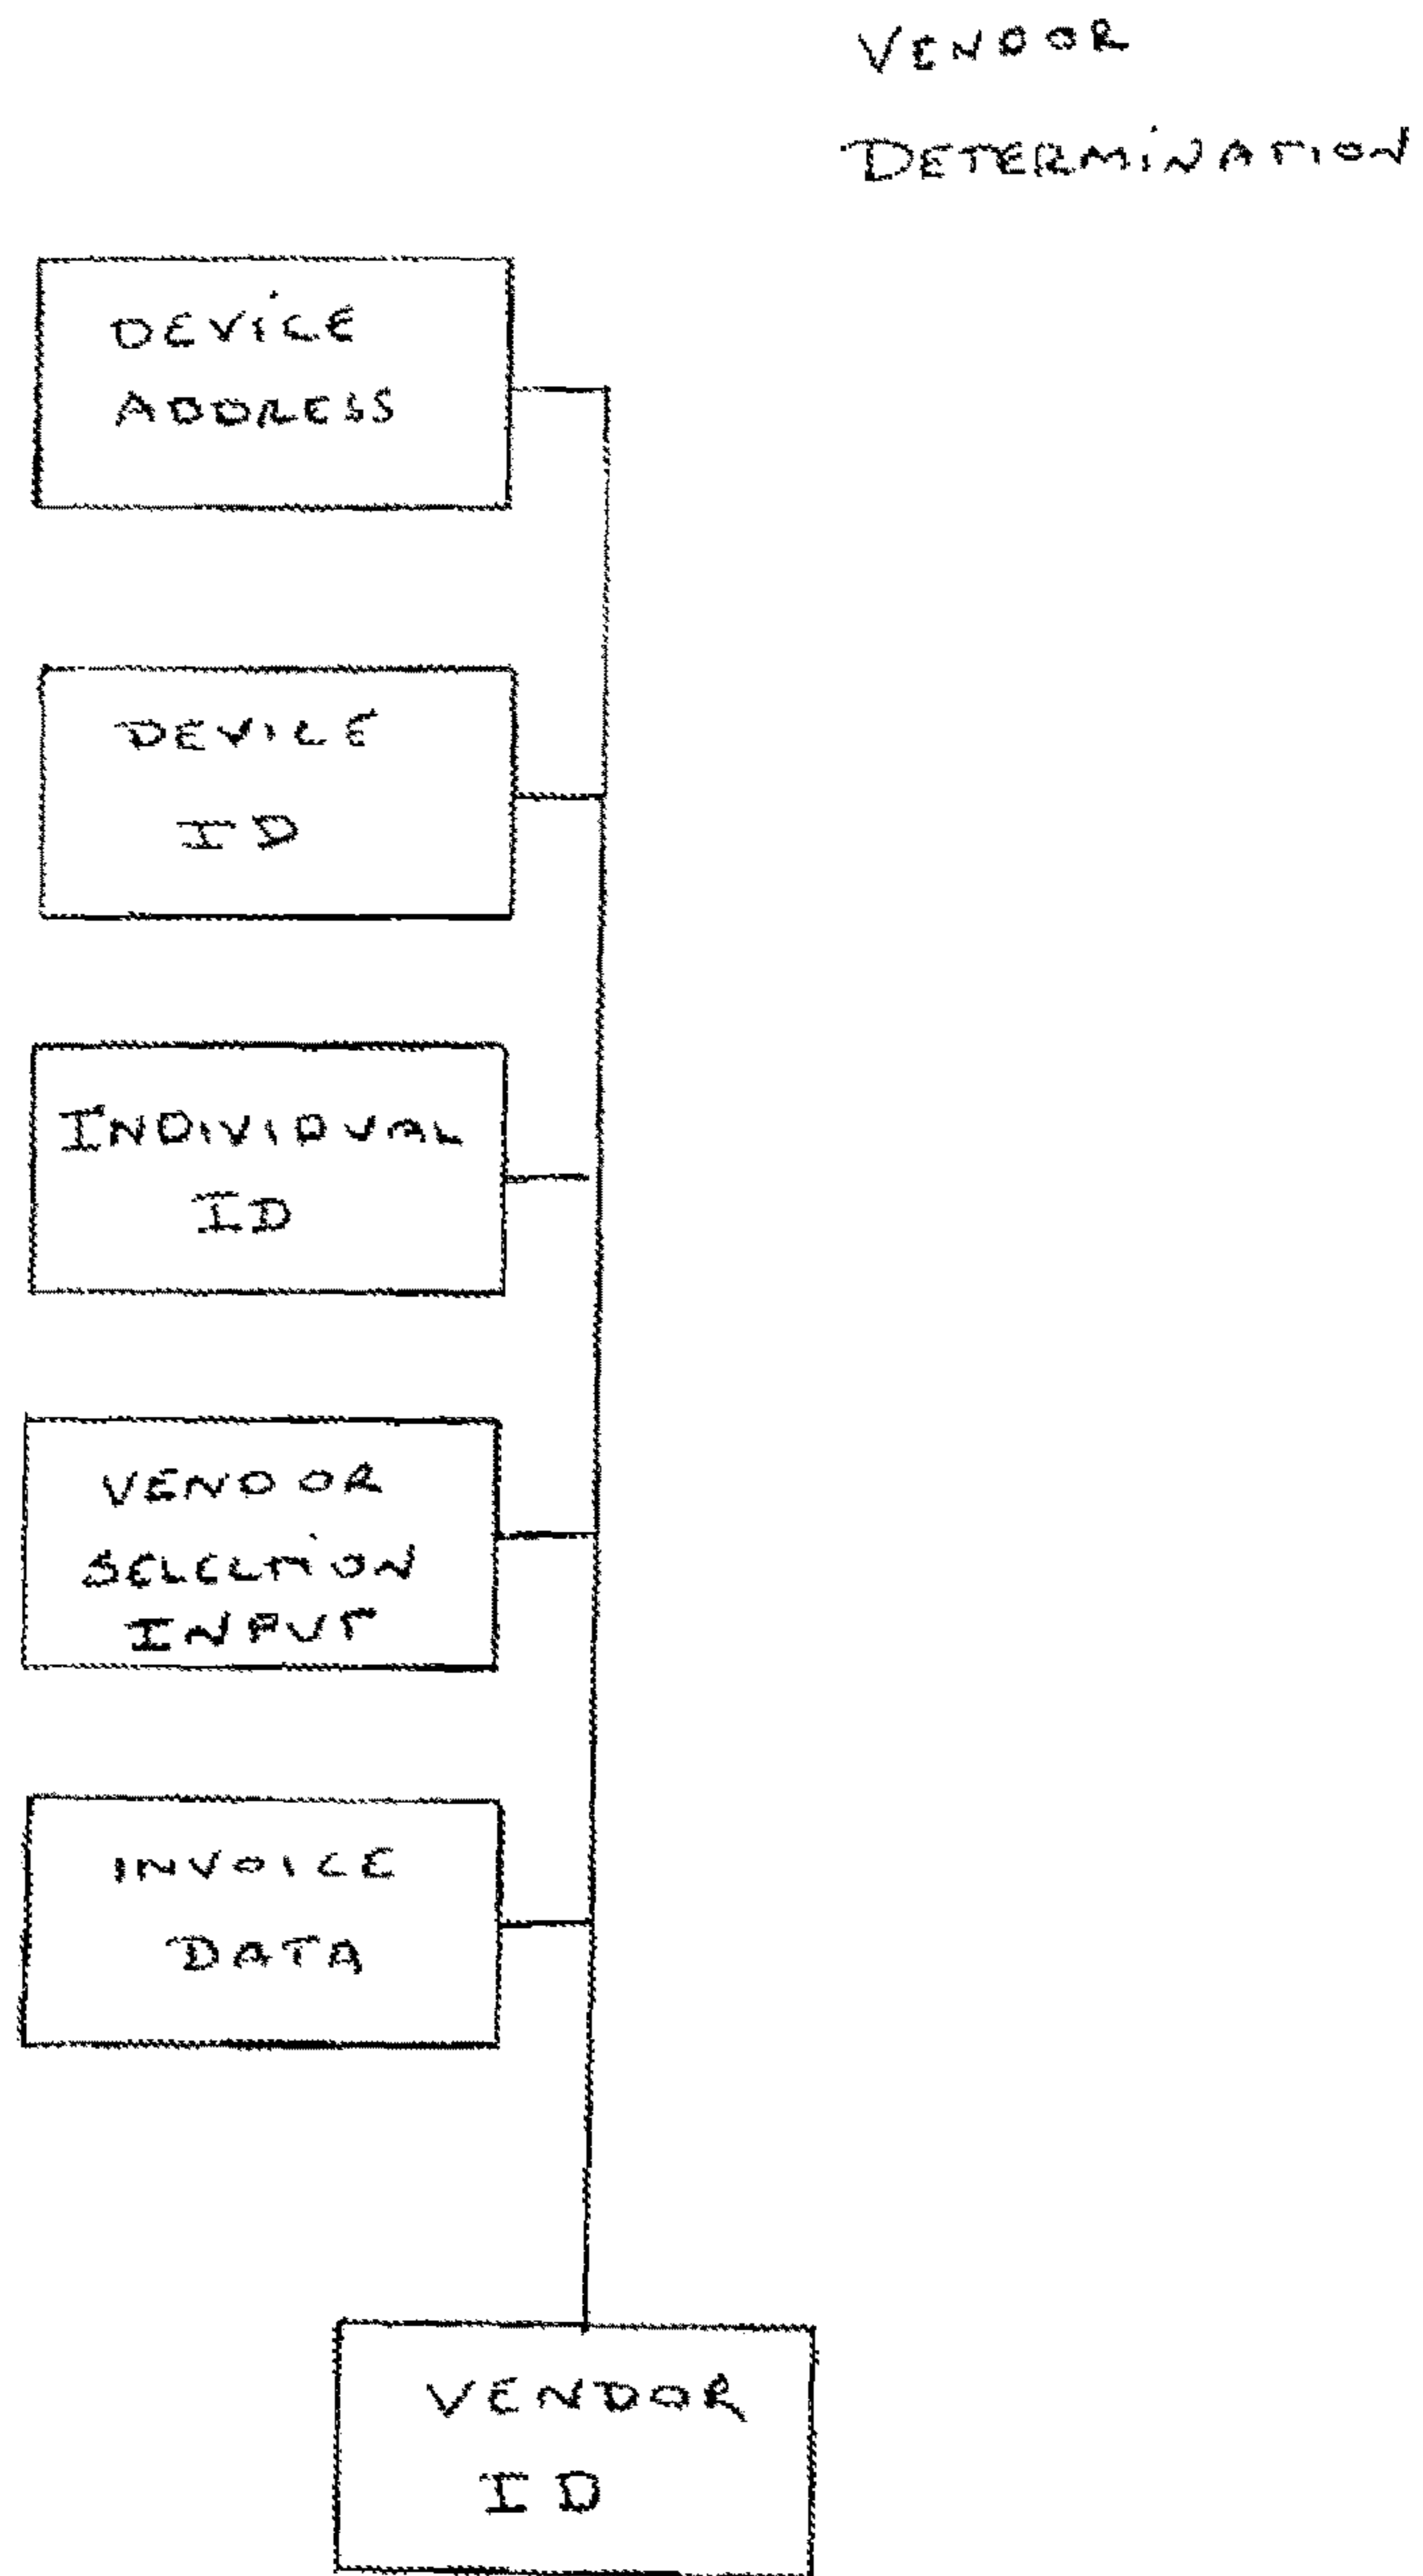 VENDOR
DETERMINATION
DEVICE
ADDRESS
DEVICE
ID
INDIVIDUAL
ID
VENDOR
SELECTION
INPUT
INVOICE
DATA
VENDOR
ID